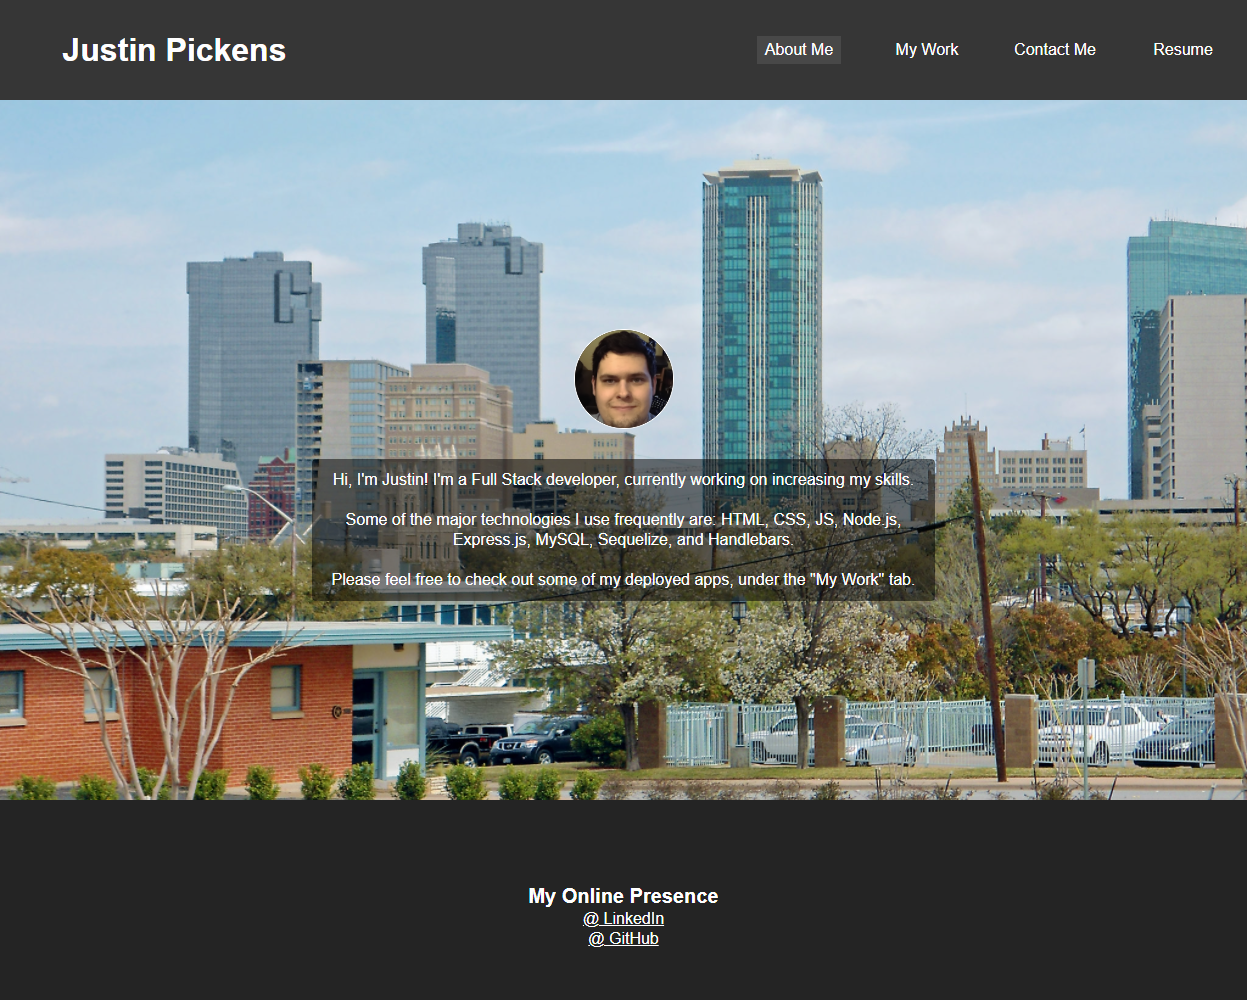 Justin Pickens
About Me
My Work
Contact Me
Resume
Hi, I'm Justin! I'm a Full Stack developer, currently working on increasing my skills.
Some of the major technologies I use frequently are: HTML, CSS, JS, Node.js,
Express.js, MySQL, Sequelize, and Handlebars.
Please feel free to check out some of my deployed apps, under the "My Work" tab.
My Online Presence
@ LinkedIn
@ GitHub